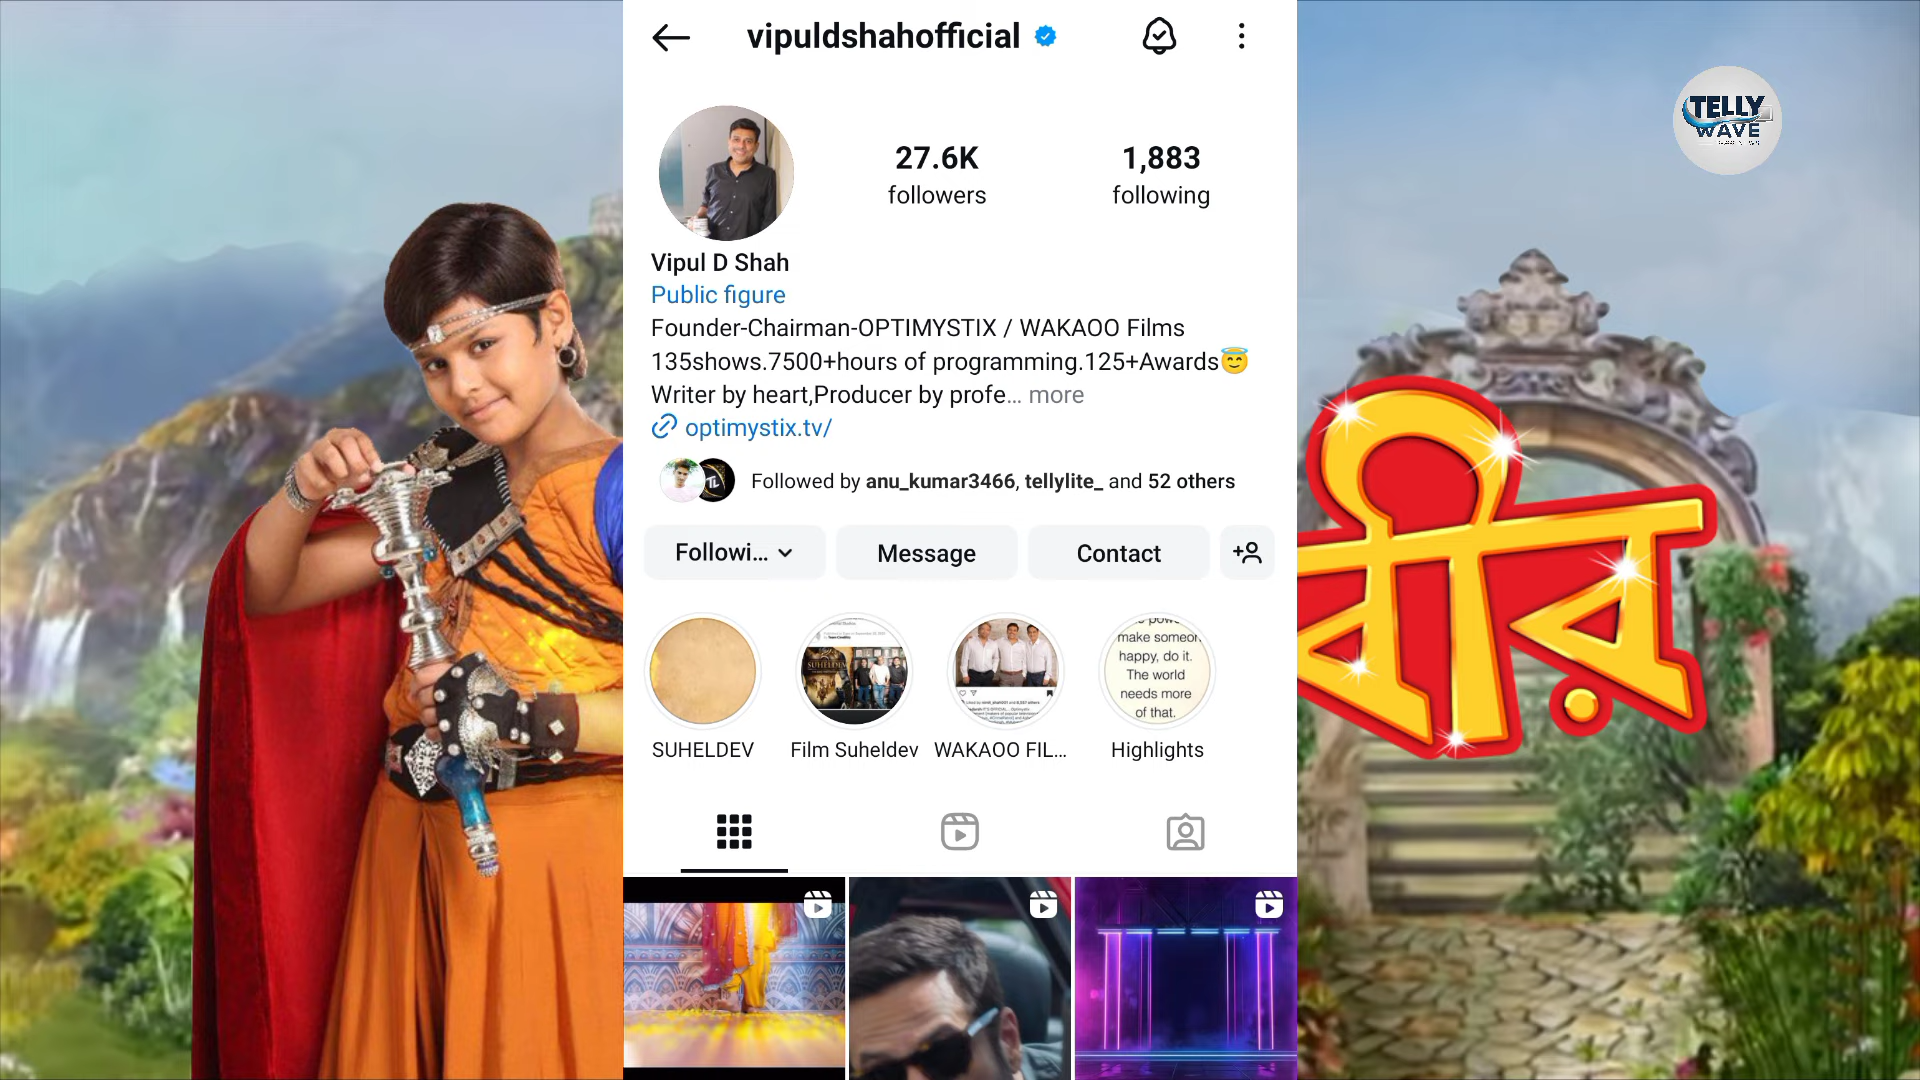 vipuldshahofficial
27.6K
followers
1,883
following
Vipul D Shah
Public figure
Founder-Chairman-OPTIMYSTIX / WAKAOO Films
135shows.7500+hours of programming.125+Awards😇
Writer by heart,Producer by profe… more
optimystix.tv/
Followed by anu_kumar3466, tellylite_ and 52 others
Followi…
Message
Contact
SUHELDEV
make someon
happy, do it.
The world
needs more
of that.
SUHELDEV
Film Suheldev
WAKAOO FIL…
Highlights
TELLY
WAVE
বীর